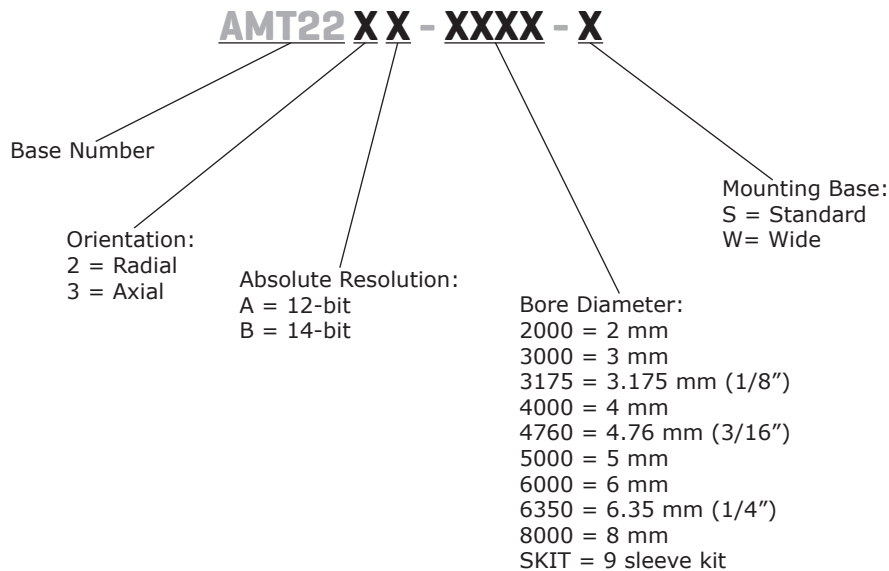 AMT22 X X - XXXX - X
Base Number
Orientation:
2 = Radial
3 = Axial
Absolute Resolution:
A = 12-bit
B = 14-bit
Bore Diameter:
2000 = 2 mm
3000 = 3 mm
3175 = 3.175 mm (1/8″)
4000 = 4 mm
4760 = 4.76 mm (3/16″)
5000 = 5 mm
6000 = 6 mm
6350 = 6.35 mm (1/4″)
8000 = 8 mm
SKIT = 9 sleeve kit
Mounting Base:
S = Standard
W= Wide